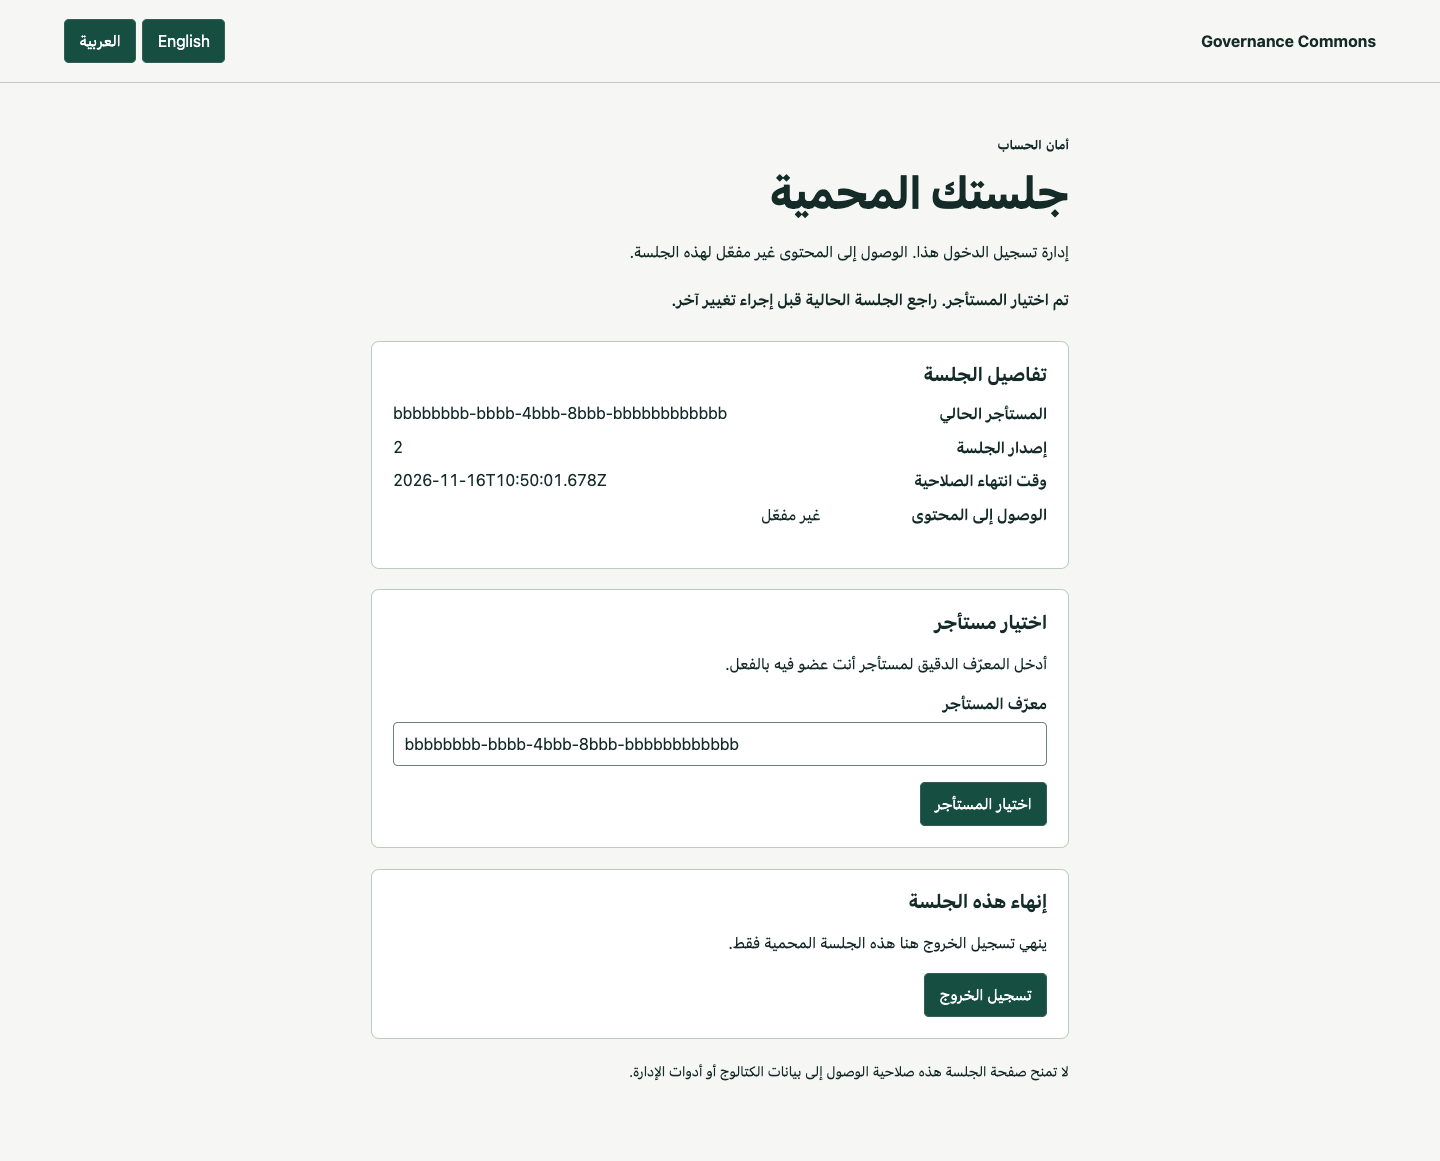 Governance Commons
English
العربية
أمان الحساب
جلستك المحمية
إدارة تسجيل الدخول هذا. الوصول إلى المحتوى غير مفعّل لهذه الجلسة.
تم اختيار المستأجر. راجع الجلسة الحالية قبل إجراء تغيير آخر.
تفاصيل الجلسة
المستأجر الحالي bbbbbbbb-bbbb-4bbb-8bbb-bbbbbbbbbbbb
إصدار الجلسة 2
وقت انتهاء الصلاحية 2026-11-16T10:50:01.678Z
الوصول إلى المحتوى غير مفعّل
اختيار مستأجر
أدخل المعرّف الدقيق لمستأجر أنت عضو فيه بالفعل.
معرّف المستأجر
bbbbbbbb-bbbb-4bbb-8bbb-bbbbbbbbbbbb
اختيار المستأجر
إنهاء هذه الجلسة
ينهي تسجيل الخروج هنا هذه الجلسة المحمية فقط.
تسجيل الخروج
لا تمنح صفحة الجلسة هذه صلاحية الوصول إلى بيانات الكتالوج أو أدوات الإدارة.